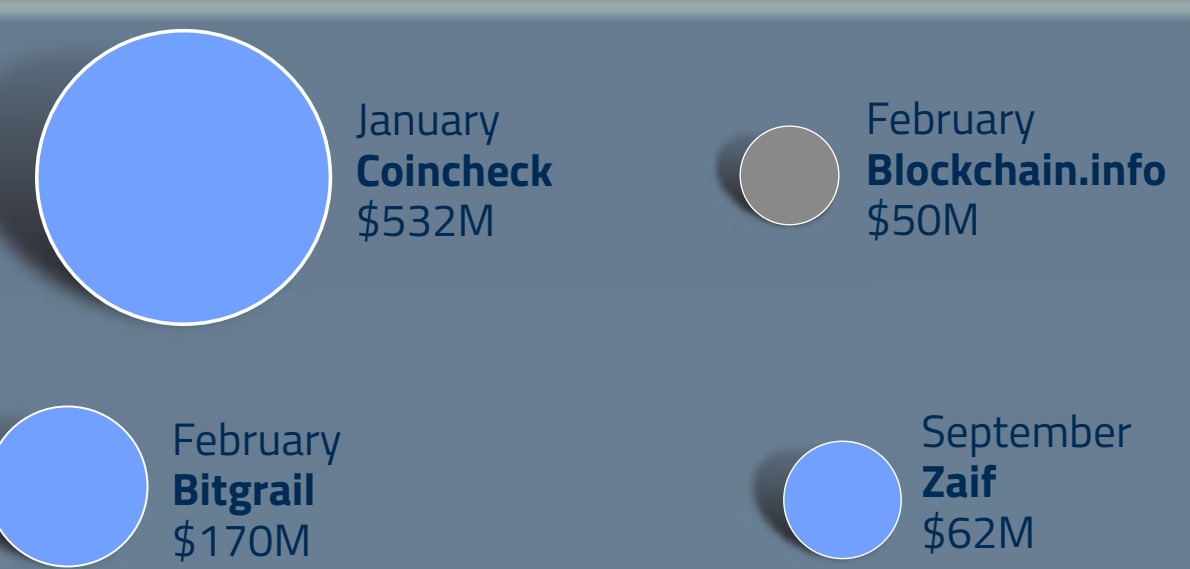 January
Coincheck
$532M
February
Blockchain.info
$50M
February
Bitgrail
$170M
September
Zaif
$62M